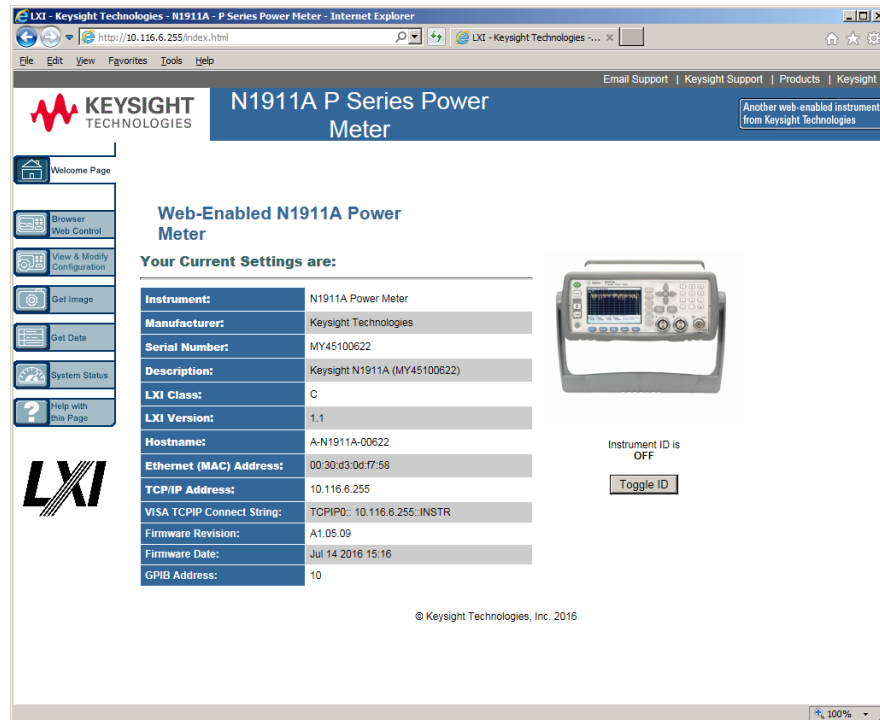 LXI - Keysight Technologies - N1911A - P Series Power Meter - Internet Explorer
http://10.116.6.255/index.html
LXI - Keysight Technologies -...
File Edit View Favorites Tools Help
Email Support | Keysight Support | Products | Keysight
KEYSIGHT
TECHNOLOGIES
N1911A P Series Power
Meter
Another web-enabled instrument
from Keysight Technologies
Welcome Page
Browser
Web Control
View & Modify
Configuration
Get Image
Get Data
System Status
Help with
this Page
LXI
Web-Enabled N1911A Power
Meter
Your Current Settings are:
Instrument: N1911A Power Meter
Manufacturer: Keysight Technologies
Serial Number: MY45100622
Description: Keysight N1911A (MY45100622)
LXI Class: C
LXI Version: 1.1
Hostname: A-N1911A-00622
Ethernet (MAC) Address: 00:30:d3:0d:f7:58
TCP/IP Address: 10.116.6.255
VISA TCPIP Connect String: TCPIP0:: 10.116.6.255::INSTR
Firmware Revision: A1.05.09
Firmware Date: Jul 14 2016 15:16
GPIB Address: 10
Instrument ID is
OFF
Toggle ID
© Keysight Technologies, Inc. 2016
100%